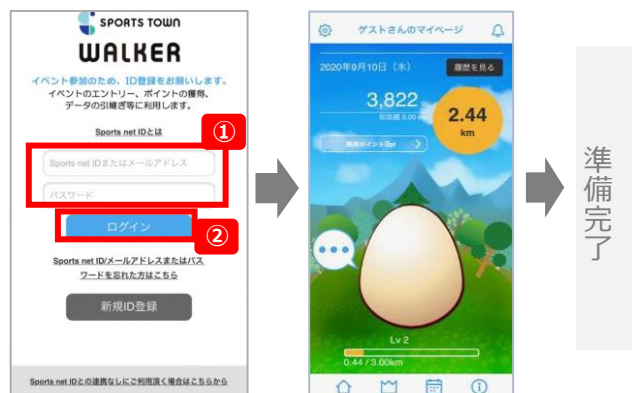 SPORTS TOWN
WALKER
イベント参加のため、ID登録をお願いします。
イベントのエントリー、ポイントの獲得、
データの引継ぎ等に利用します。
Sports net IDとは
①
Sports net IDまたはメールアドレス
パスワード
ログイン
②
Sports net ID/メールアドレスまたはパス
ワードを忘れた方はこちら
新規ID登録
Sports net IDとの連携なしにご利用頂く場合はこちらから
ゲストさんのマイページ
2020年9月10日（木）
履歴を見る
3,822
総距離 0.00
2.44
km
Lv 2
0.44 / 3.00km
準備完了